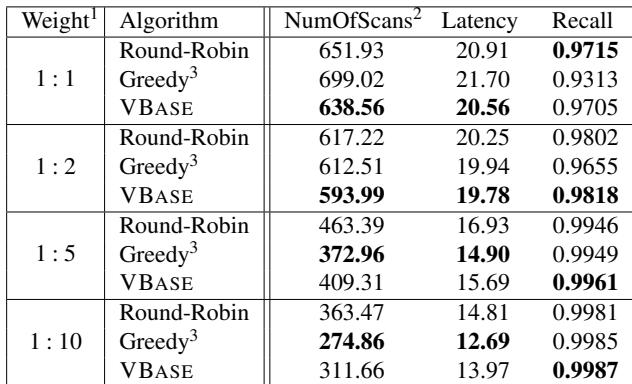 Weight¹ Algorithm NumOfScans² Latency Recall
Round-Robin 651.93 20.91 0.9715
1 : 1 Greedy³ 699.02 21.70 0.9313
VBASE 638.56 20.56 0.9705
Round-Robin 617.22 20.25 0.9802
1 : 2 Greedy³ 612.51 19.94 0.9655
VBASE 593.99 19.78 0.9818
Round-Robin 463.39 16.93 0.9946
1 : 5 Greedy³ 372.96 14.90 0.9949
VBASE 409.31 15.69 0.9961
Round-Robin 363.47 14.81 0.9981
1 : 10 Greedy³ 274.86 12.69 0.9985
VBASE 311.66 13.97 0.9987